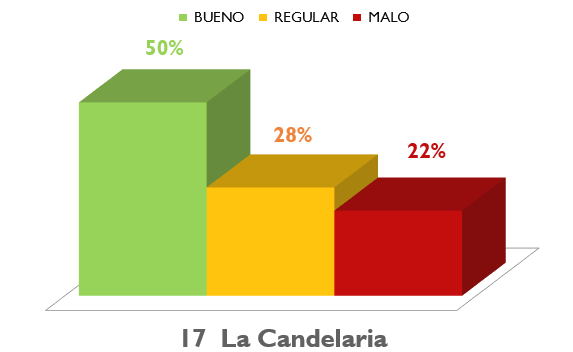 BUENO REGULAR MALO
50%
28%
22%
17 La Candelaria